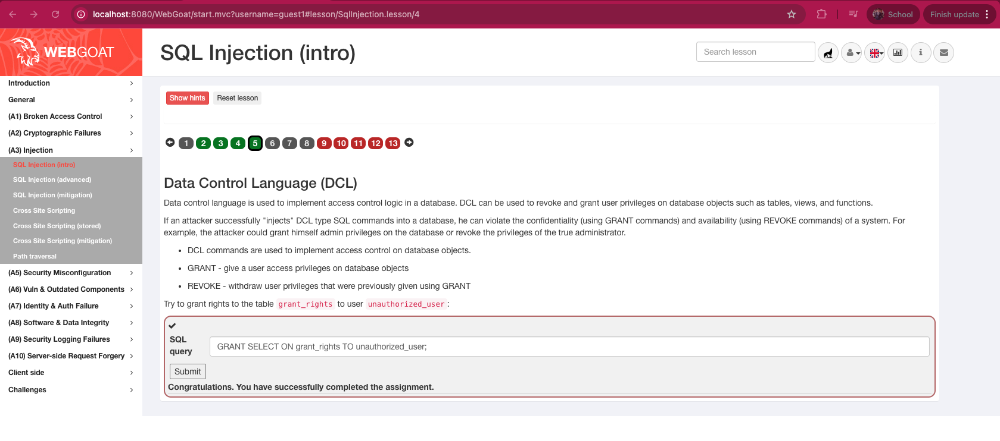 localhost:8080/WebGoat/start.mvc?username=guest1#lesson/SqlInjection.lesson/4
School
Finish update
WEBGOAT
SQL Injection (intro)
Search lesson
Introduction
General
(A1) Broken Access Control
(A2) Cryptographic Failures
(A3) Injection
SQL Injection (intro)
SQL Injection (advanced)
SQL Injection (mitigation)
Cross Site Scripting
Cross Site Scripting (stored)
Cross Site Scripting (mitigation)
Path traversal
(A5) Security Misconfiguration
(A6) Vuln & Outdated Components
(A7) Identity & Auth Failure
(A8) Software & Data Integrity
(A9) Security Logging Failures
(A10) Server-side Request Forgery
Client side
Challenges
Show hints
Reset lesson
1 2 3 4 5 6 7 8 9 10 11 12 13
Data Control Language (DCL)
Data control language is used to implement access control logic in a database. DCL can be used to revoke and grant user privileges on database objects such as tables, views, and functions.
If an attacker successfully "injects" DCL type SQL commands into a database, he can violate the confidentiality (using GRANT commands) and availability (using REVOKE commands) of a system. For
example, the attacker could grant himself admin privileges on the database or revoke the privileges of the true administrator.
• DCL commands are used to implement access control on database objects.
• GRANT - give a user access privileges on database objects
• REVOKE - withdraw user privileges that were previously given using GRANT
Try to grant rights to the table grant_rights to user unauthorized_user:
SQL
query
GRANT SELECT ON grant_rights TO unauthorized_user;
Submit
Congratulations. You have successfully completed the assignment.